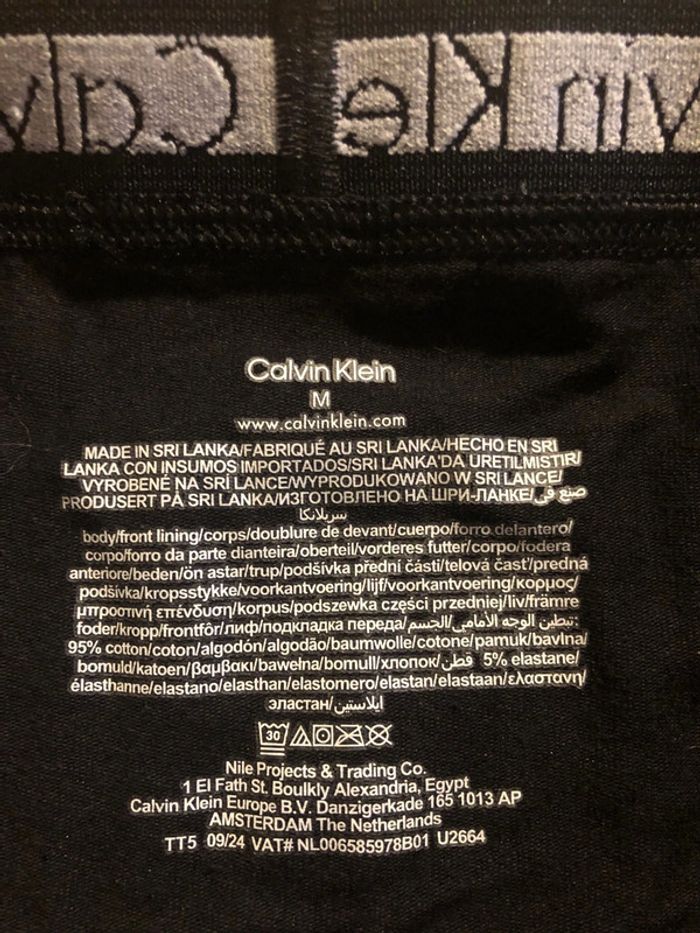 Calvin Klein
Calvin Klein
M
www.calvinklein.com
MADE IN SRI LANKA/FABRIQUÉ AU SRI LANKA/HECHO EN SRI
LANKA CON INSUMOS IMPORTADOS/SRI LANKA'DA ÜRETILMISTIR/
VYROBENÉ NA SRÍ LANCE/WYPRODUKOWANO W SRI LANCE/
PRODUSERT PÅ SRI LANKA/ИЗГОТОВЛЕНО НА ШРИ-ЛАНКЕ/صنع في
سريلانكا
body/front lining/corps/doublure de devant/cuerpo/forro delantero/
corpo/forro da parte dianteira/oberteil/vorderes futter/corpo/fodera
anteriore/beden/ön astar/trup/podšívka přední části/telová časť/predná
podšívka/kropsstykke/voorkantvoering/lijf/voorkantvoering/κορμος/
μπροστινή επένδυση/korpus/podszewka części przedniej/liv/främre
foder/kropp/frontfôr/лиф/подкладка переда/تبطين الوجه الأمامي/الجسم:
95% cotton/coton/algodón/algodão/baumwolle/cotone/pamuk/bavlna/
bomuld/katoen/βαμβακι/bawełna/bomull/хлопок/قطن 5% elastane/
élasthanne/elastano/elasthan/elastomero/elastan/elastaan/ελαστανη/
эластан/ايلاستين
30
Nile Projects & Trading Co.
1 El Fath St. Boulkly Alexandria, Egypt
Calvin Klein Europe B.V. Danzigerkade 165 1013 AP
AMSTERDAM The Netherlands
TT5 09/24 VAT# NL006585978B01 U2664